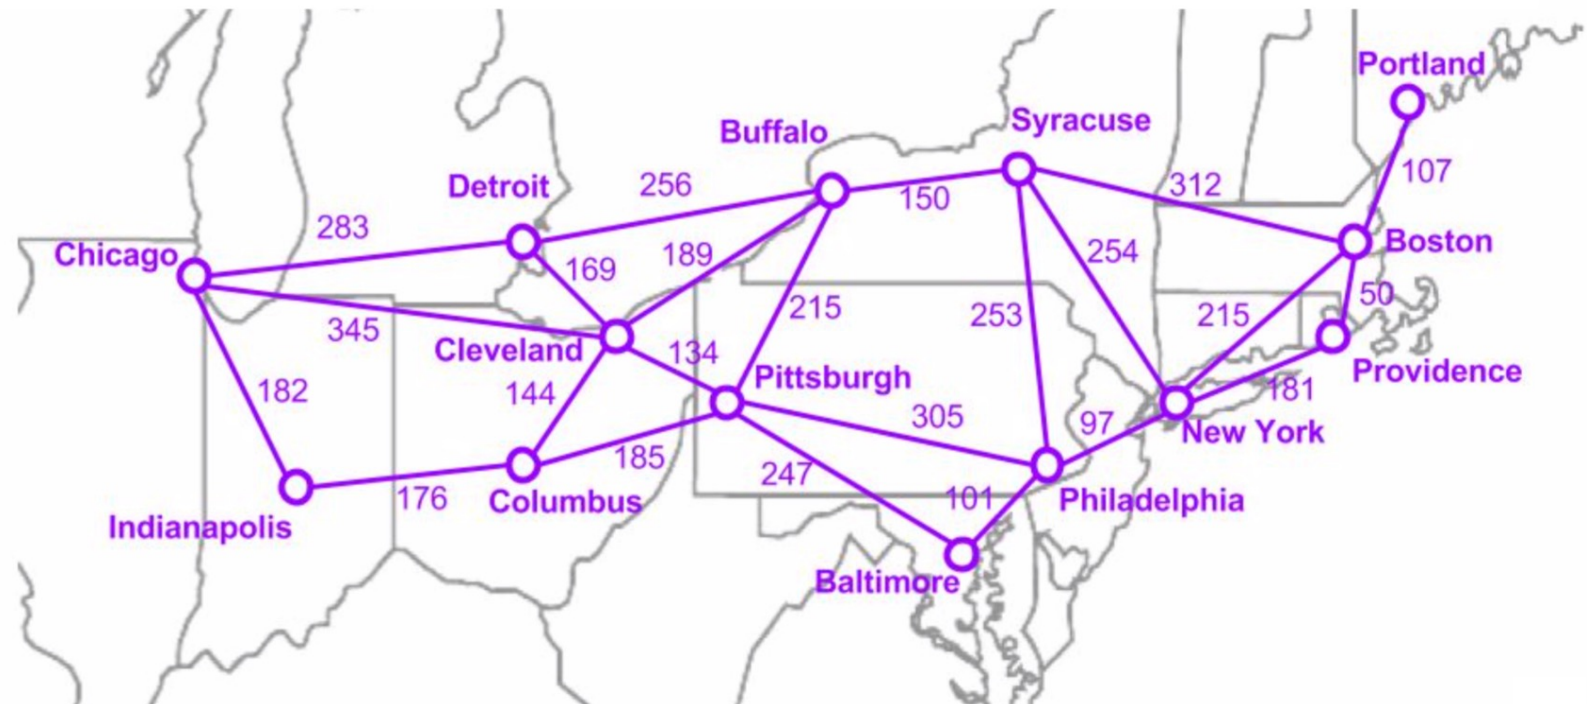 Portland
Syracuse
Buffalo
107
Detroit
256
312
150
283
Boston
Chicago
254
189
169
50
215
253
215
345
Cleveland
134
Pittsburgh
Providence
182
144
181
305
97
New York
185
247
176
101
Columbus
Philadelphia
Indianapolis
Baltimore